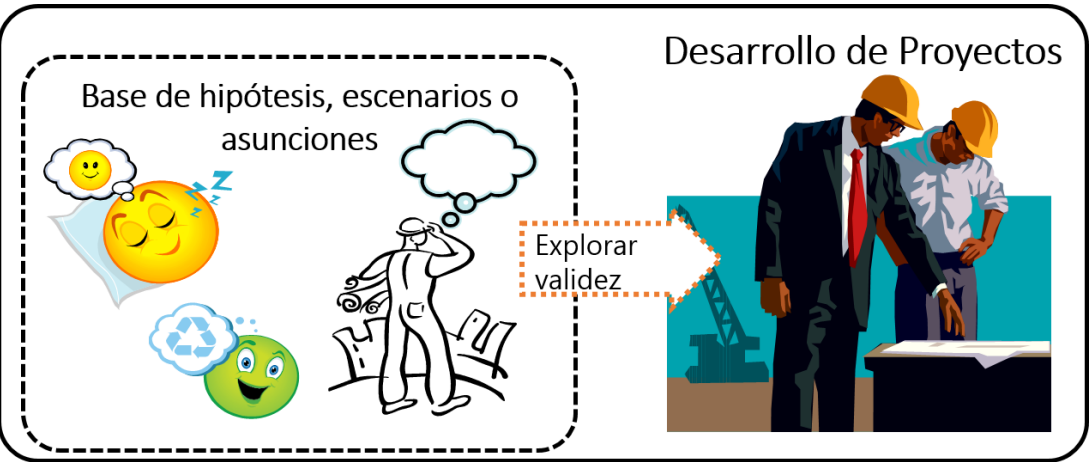 Desarrollo de Proyectos
Base de hipótesis, escenarios o
asunciones
z z
z z
Explorar
validez